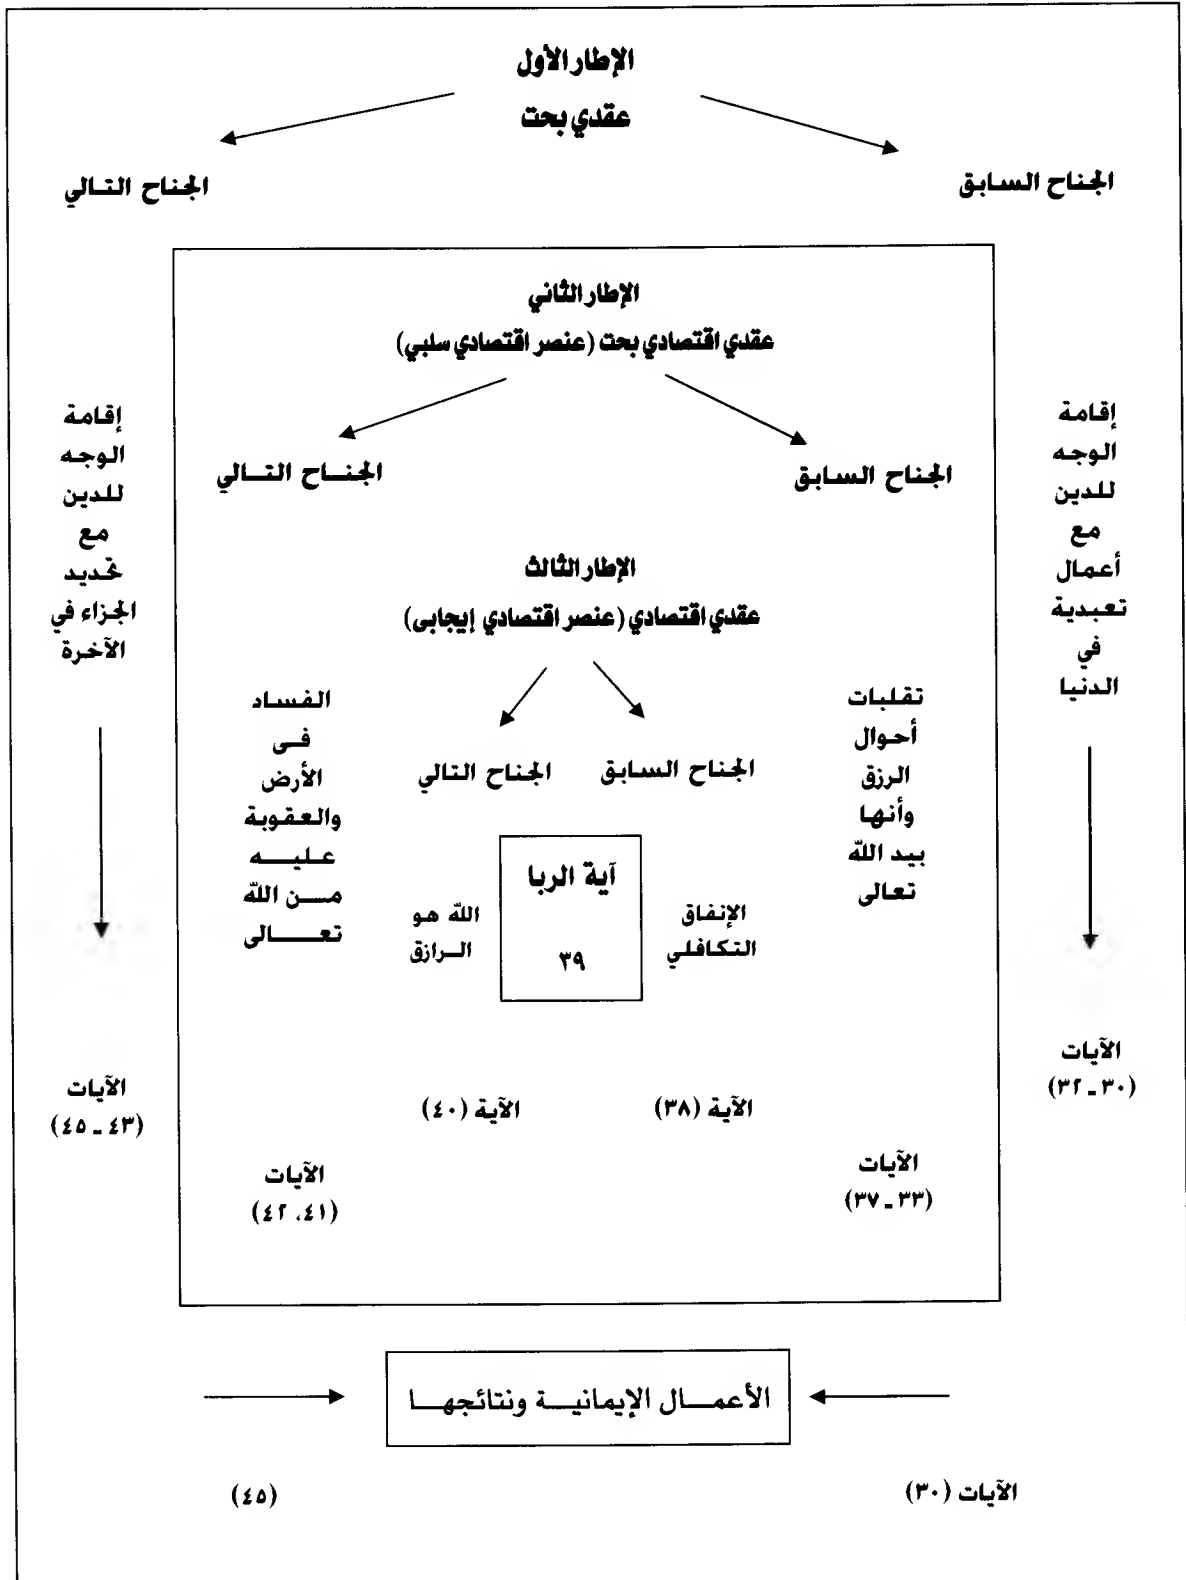 الإطار الأول
عقدي بحت
الجناح السابق
الجناح التالي
الإطار الثاني
عقدي اقتصادي بحت (عنصر اقتصادي سلبي)
الجناح السابق
الجناح التالي
الإطار الثالث
عقدي اقتصادي (عنصر اقتصادي إيجابى)
الجناح السابق
الجناح التالي
إقامة
الوجه
للدين
مع
أعمال
تعبدية
في
الدنيا
الآيات
(٣٠ ـ ٣٢)
تقلبات
أحوال
الرزق
وأنها
بيد الله
تعالى
الآيات
(٣٣ ـ ٣٧)
الإنفاق
التكافلي
الآية (٣٨)
آية الربا
٣٩
الله هو
الرازق
الآية (٤٠)
الفساد
فى
الأرض
والعقوبة
عليه
من الله
تعالى
الآيات
(٤١، ٤٢)
إقامة
الوجه
للدين
مع
تحديد
الجزاء في
الآخرة
الآيات
(٤٣ ـ ٤٥)
الأعمال الإيمانية ونتائجها
الآيات (٣٠)
(٤٥)